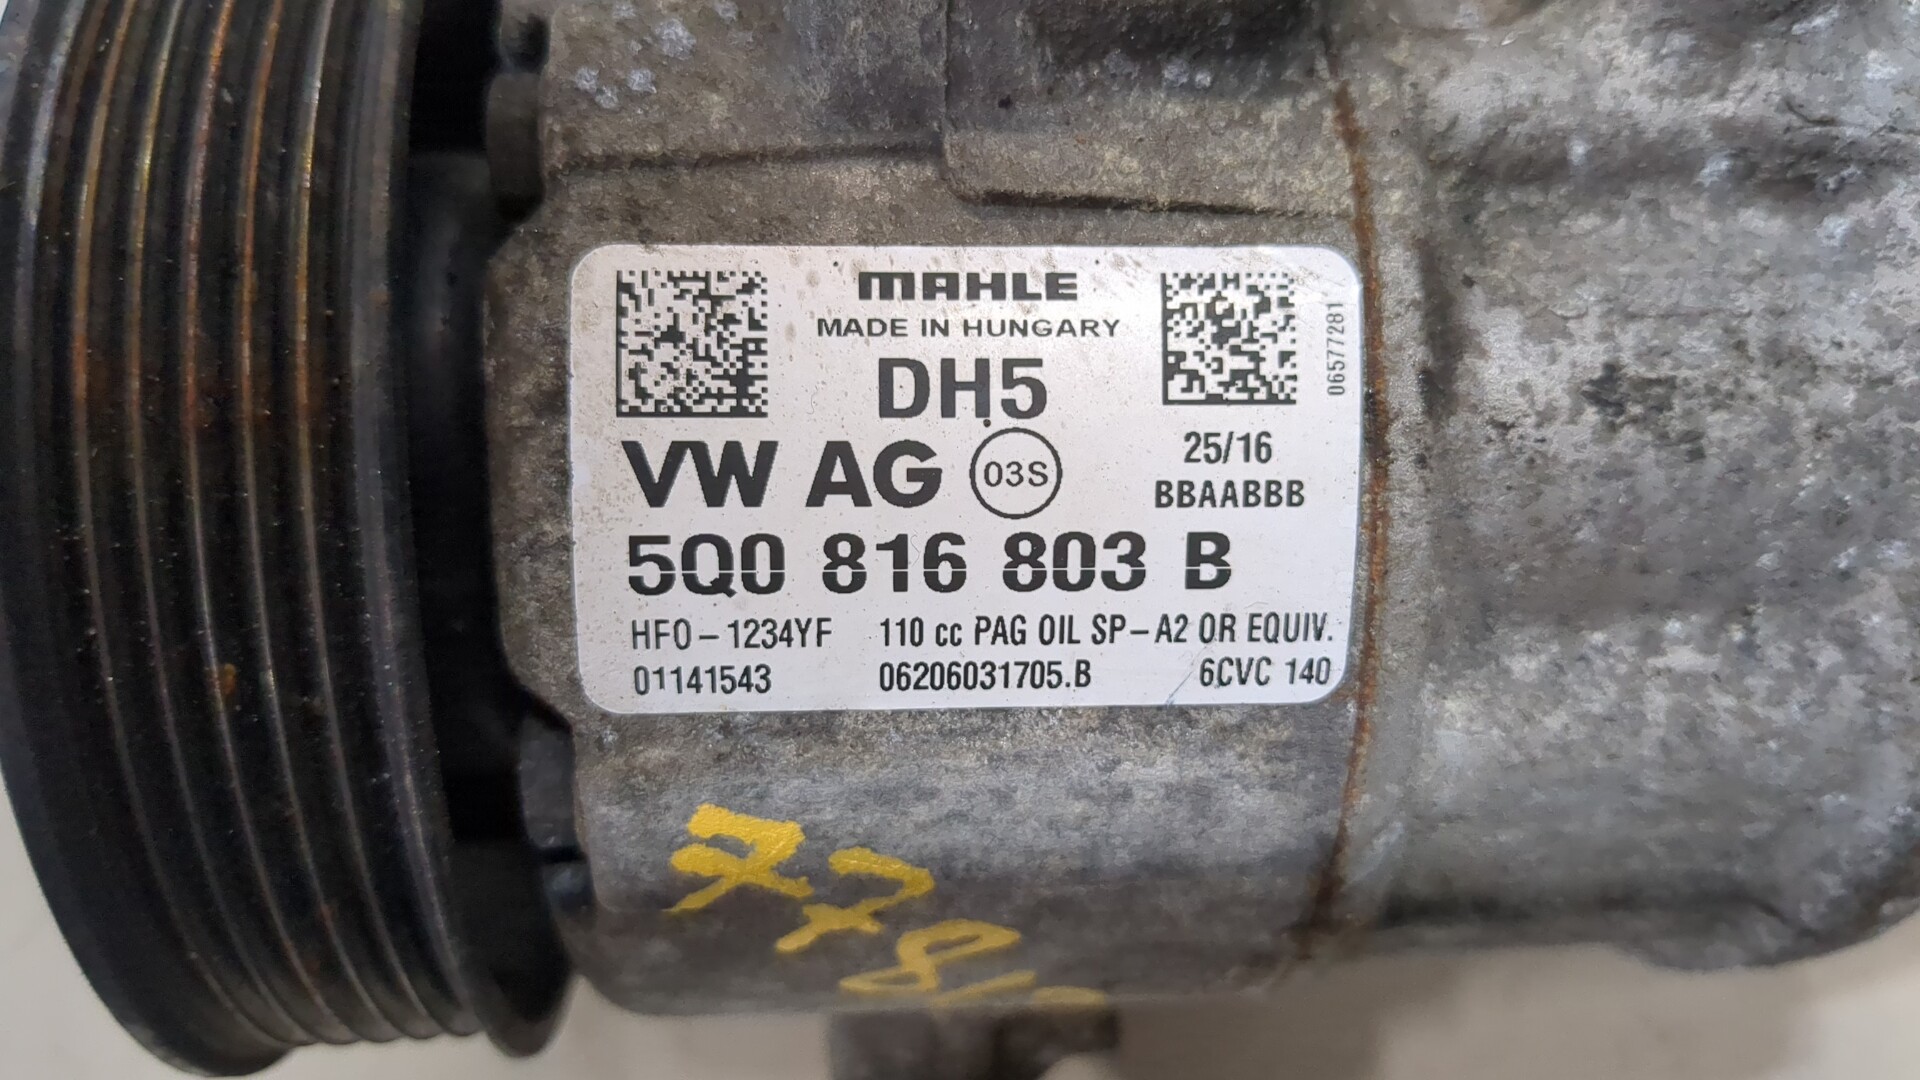 MAHLE
MADE IN HUNGARY
DH5
06577281
VW AG 03S
25/16
BBAABBB
5Q0 816 803 B
HFO-1234YF 110 cc PAG OIL SP-A2 OR EQUIV.
01141543 06206031705.B 6CVC 140